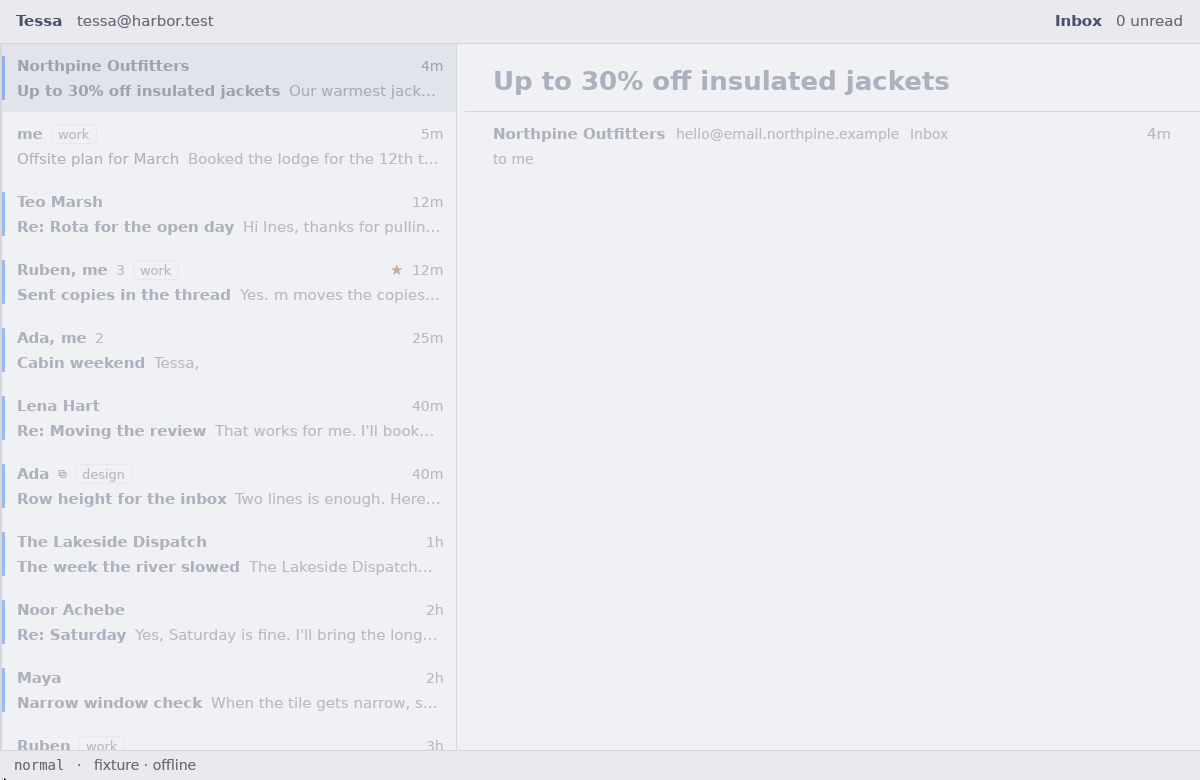 Tessa tessa@harbor.test Inbox 0 unread
Northpine Outfitters 4m
Up to 30% off insulated jackets Our warmest jack…
me work 5m
Offsite plan for March Booked the lodge for the 12th t…
Teo Marsh 12m
Re: Rota for the open day Hi Ines, thanks for pullin…
Ruben, me 3 work ★ 12m
Sent copies in the thread Yes. m moves the copies…
Ada, me 2 25m
Cabin weekend Tessa,
Lena Hart 40m
Re: Moving the review That works for me. I'll book…
Ada ⧉ design 40m
Row height for the inbox Two lines is enough. Here…
The Lakeside Dispatch 1h
The week the river slowed The Lakeside Dispatch…
Noor Achebe 2h
Re: Saturday Yes, Saturday is fine. I'll bring the long…
Maya 2h
Narrow window check When the tile gets narrow, s…
Ruben work 3h
Up to 30% off insulated jackets
Northpine Outfitters hello@email.northpine.example Inbox 4m
to me
normal · fixture · offline